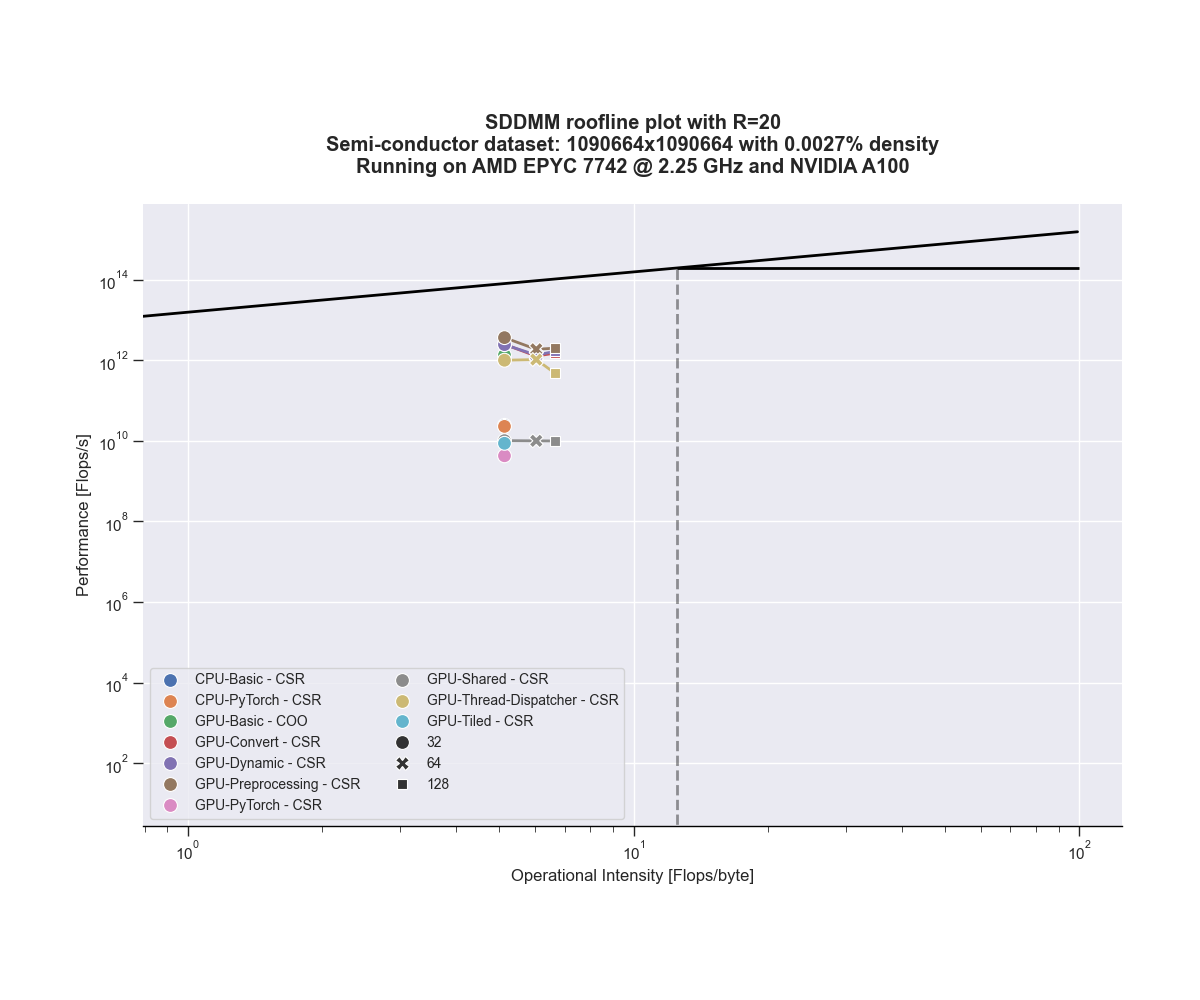 SDDMM roofline plot with R=20
Semi-conductor dataset: 1090664x1090664 with 0.0027% density
Running on AMD EPYC 7742 @ 2.25 GHz and NVIDIA A100
Performance [Flops/s]
10^14
10^12
10^10
10^8
10^6
10^4
10^2
CPU-Basic - CSR
CPU-PyTorch - CSR
GPU-Basic - COO
GPU-Convert - CSR
GPU-Dynamic - CSR
GPU-Preprocessing - CSR
GPU-PyTorch - CSR
GPU-Shared - CSR
GPU-Thread-Dispatcher - CSR
GPU-Tiled - CSR
32
64
128
10^0
10^1
10^2
Operational Intensity [Flops/byte]